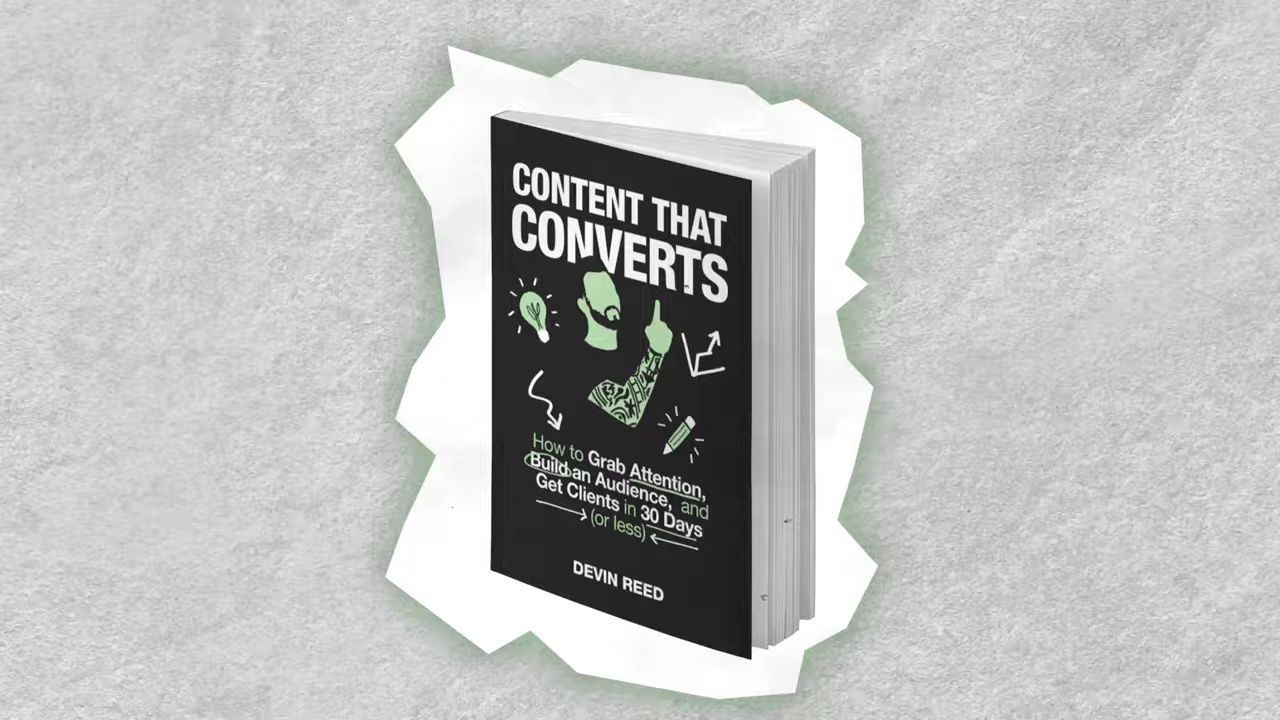 CONTENT THAT
CONVERTS
How to Grab Attention,
Build an Audience, and
Get Clients in 30 Days
(or less)
DEVIN REED